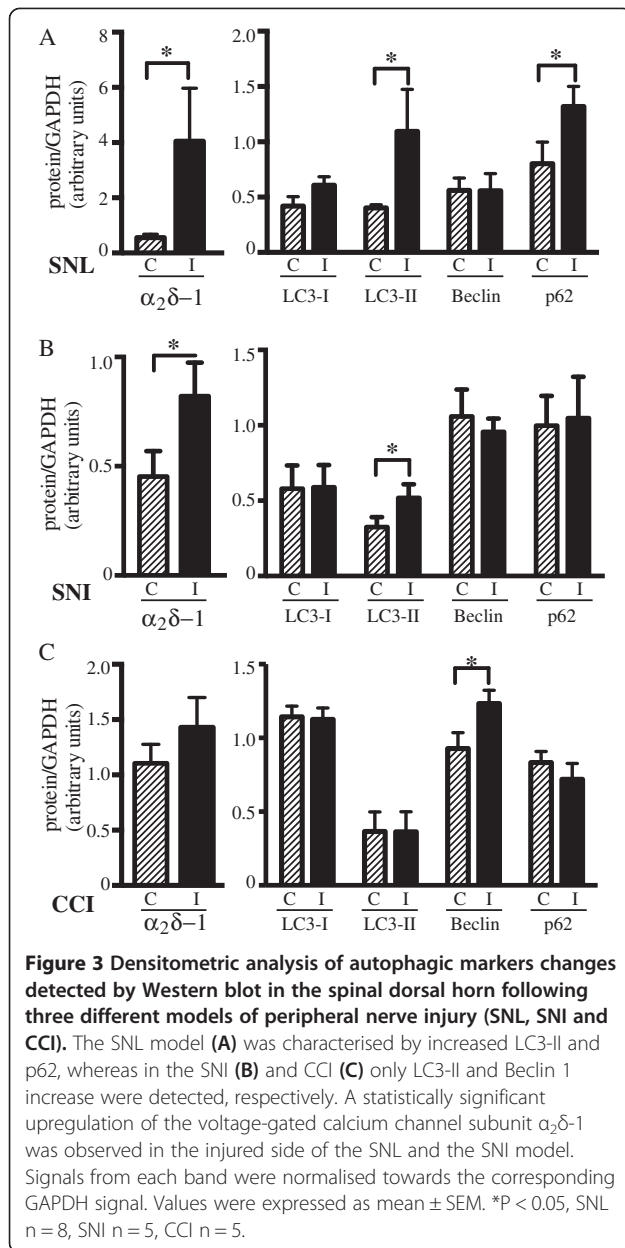 A
protein/GAPDH
(arbitrary units)
8
6
4
2
0
*
C I
α₂δ–1
SNL
2.0
1.5
1.0
0.5
0
*
*
C I C I C I C I
LC3-I LC3-II Beclin p62
B
protein/GAPDH
(arbitrary units)
1.0
0.5
0
*
C I
α₂δ–1
SNI
1.5
1.0
0.5
0
*
C I C I C I C I
LC3-I LC3-II Beclin p62
C
protein/GAPDH
(arbitrary units)
2.0
1.5
1.0
0.5
0
C I
α₂δ–1
CCI
1.5
1.0
0.5
0
*
C I C I C I C I
LC3-I LC3-II Beclin p62
Figure 3 Densitometric analysis of autophagic markers changes
detected by Western blot in the spinal dorsal horn following
three different models of peripheral nerve injury (SNL, SNI and
CCI). The SNL model (A) was characterised by increased LC3-II and
p62, whereas in the SNI (B) and CCI (C) only LC3-II and Beclin 1
increase were detected, respectively. A statistically significant
upregulation of the voltage-gated calcium channel subunit α₂δ-1
was observed in the injured side of the SNL and the SNI model.
Signals from each band were normalised towards the corresponding
GAPDH signal. Values were expressed as mean ± SEM. *P < 0.05, SNL
n = 8, SNI n = 5, CCI n = 5.